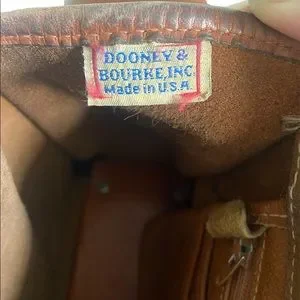 DOONEY &
BOURKE, INC.
Made in U.S.A.